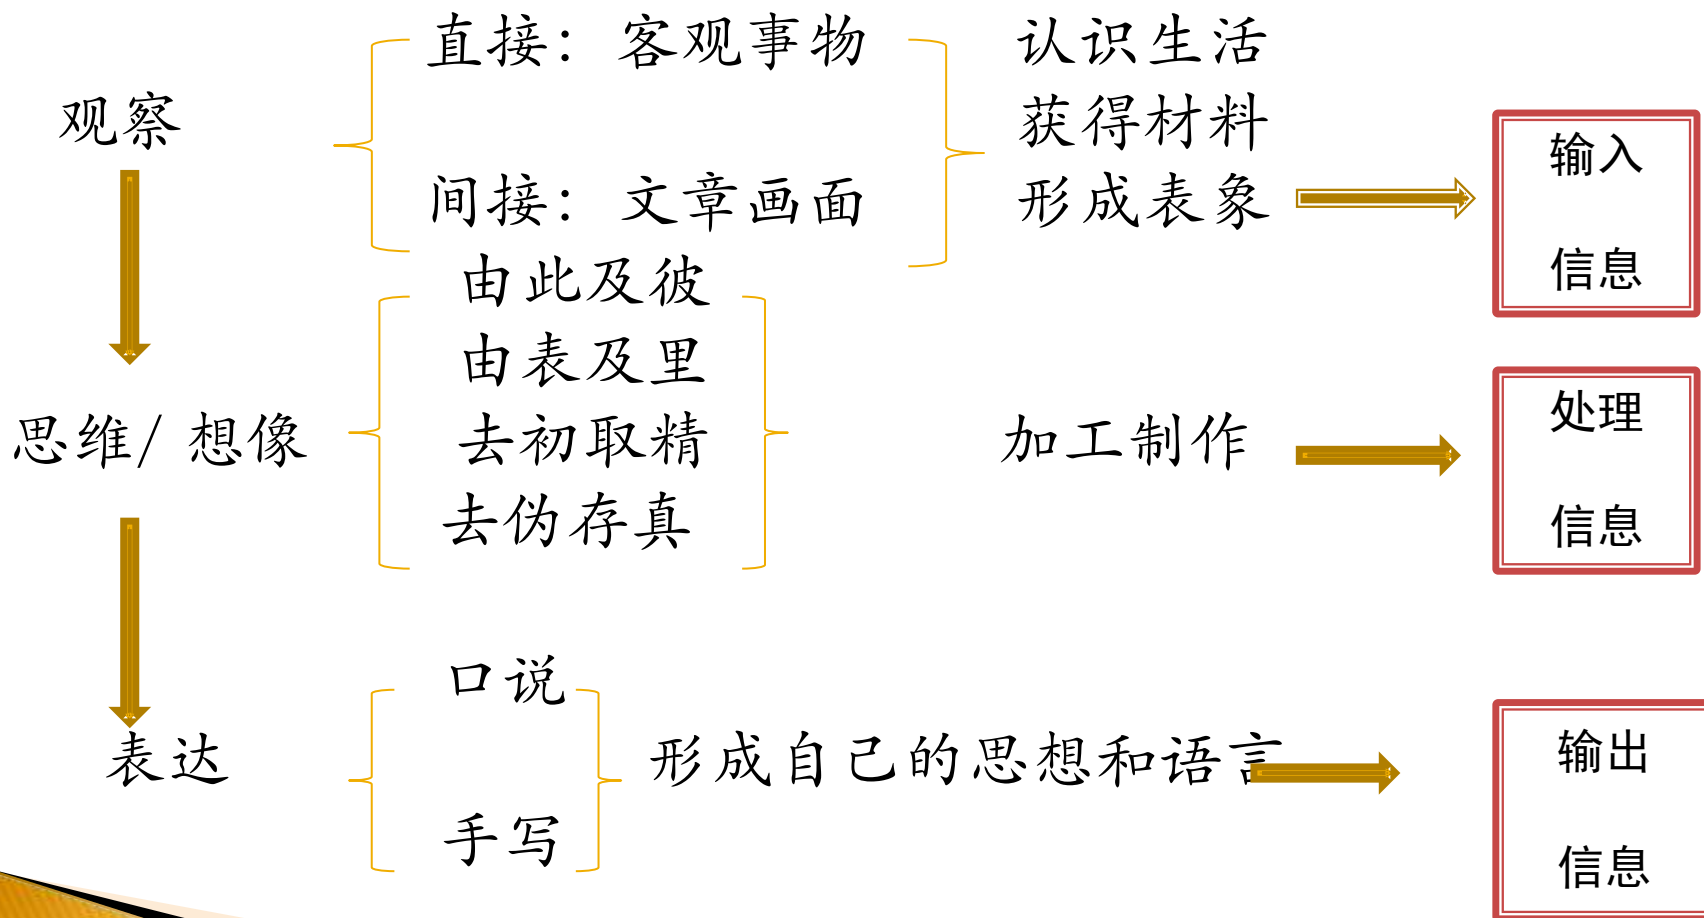 直接：客观事物
认识生活
观察
获得材料
间接：文章画面
形成表象
输入
信息
由此及彼
由表及里
思维/ 想像
去初取精
去伪存真
加工制作
处理
信息
口说
表达
形成自己的思想和语言
手写
输出
信息